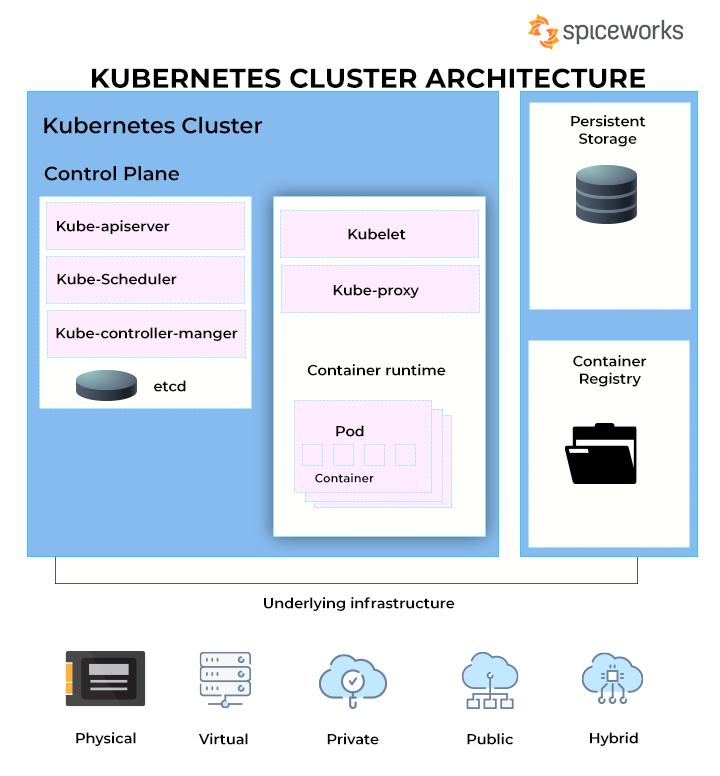 spiceworks
KUBERNETES CLUSTER ARCHITECTURE
Kubernetes Cluster
Control Plane
Kube-apiserver
Kube-Scheduler
Kube-controller-manger
etcd
Kubelet
Kube-proxy
Container runtime
Pod
Container
Persistent
Storage
Container
Registry
Underlying infrastructure
Physical
Virtual
Private
Public
Hybrid